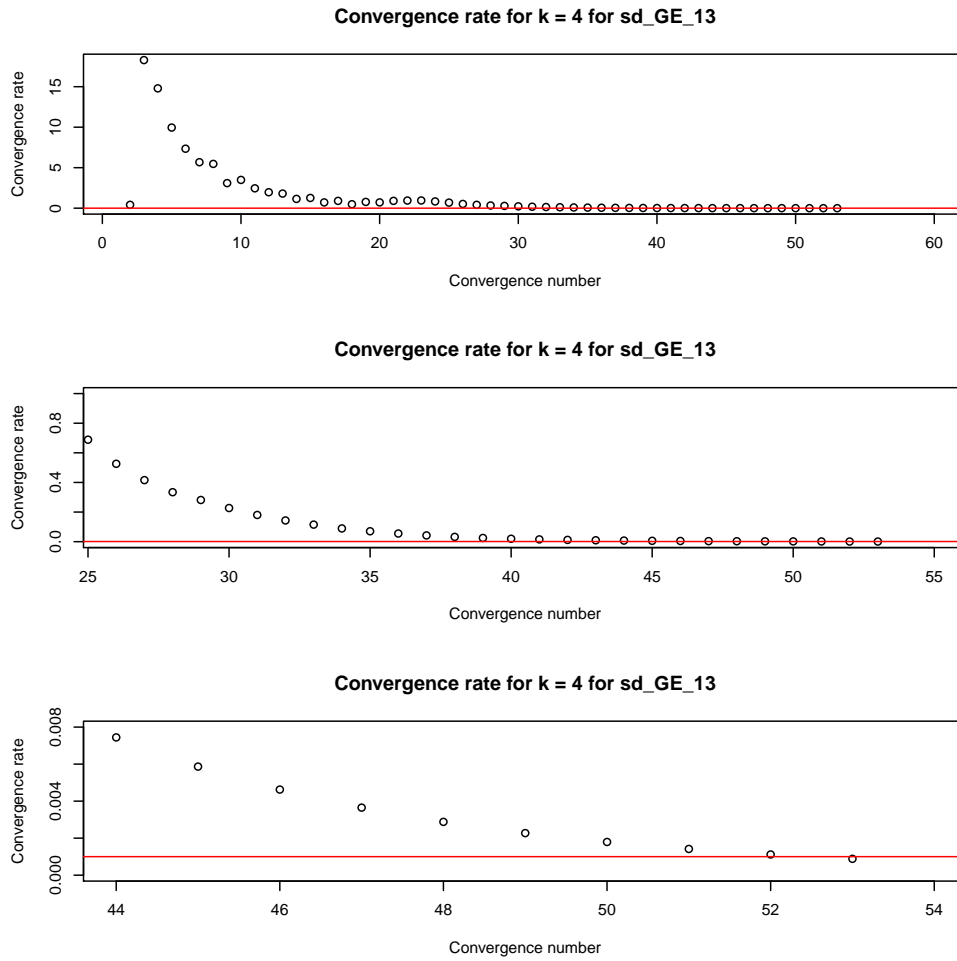 Convergence rate for k = 4 for sd_GE_13
Convergence rate
15
10
5
0
0 10 20 30 40 50 60
Convergence number
Convergence rate for k = 4 for sd_GE_13
Convergence rate
0.8
0.4
0.0
25 30 35 40 45 50 55
Convergence number
Convergence rate for k = 4 for sd_GE_13
Convergence rate
0.008
0.004
0.000
44 46 48 50 52 54
Convergence number